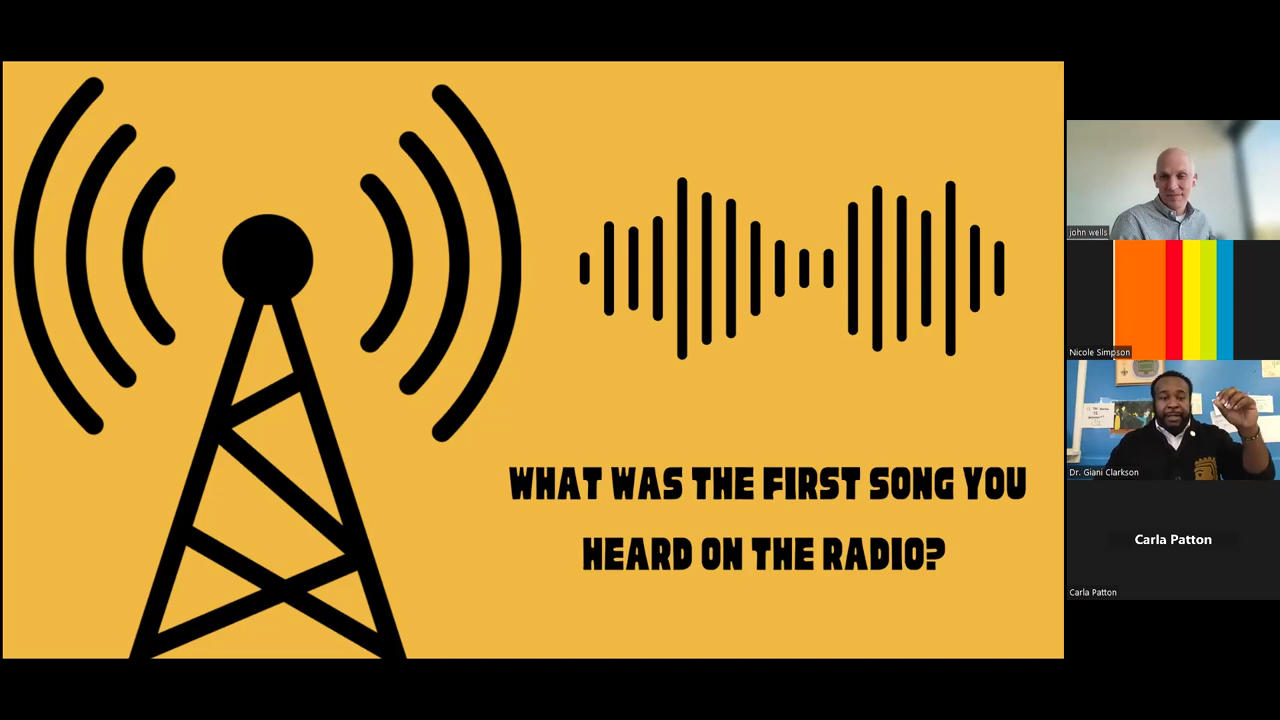 WHAT WAS THE FIRST SONG YOU
HEARD ON THE RADIO?
john wells
Nicole Simpson
Dr. Giani Clarkson
Carla Patton
Carla Patton